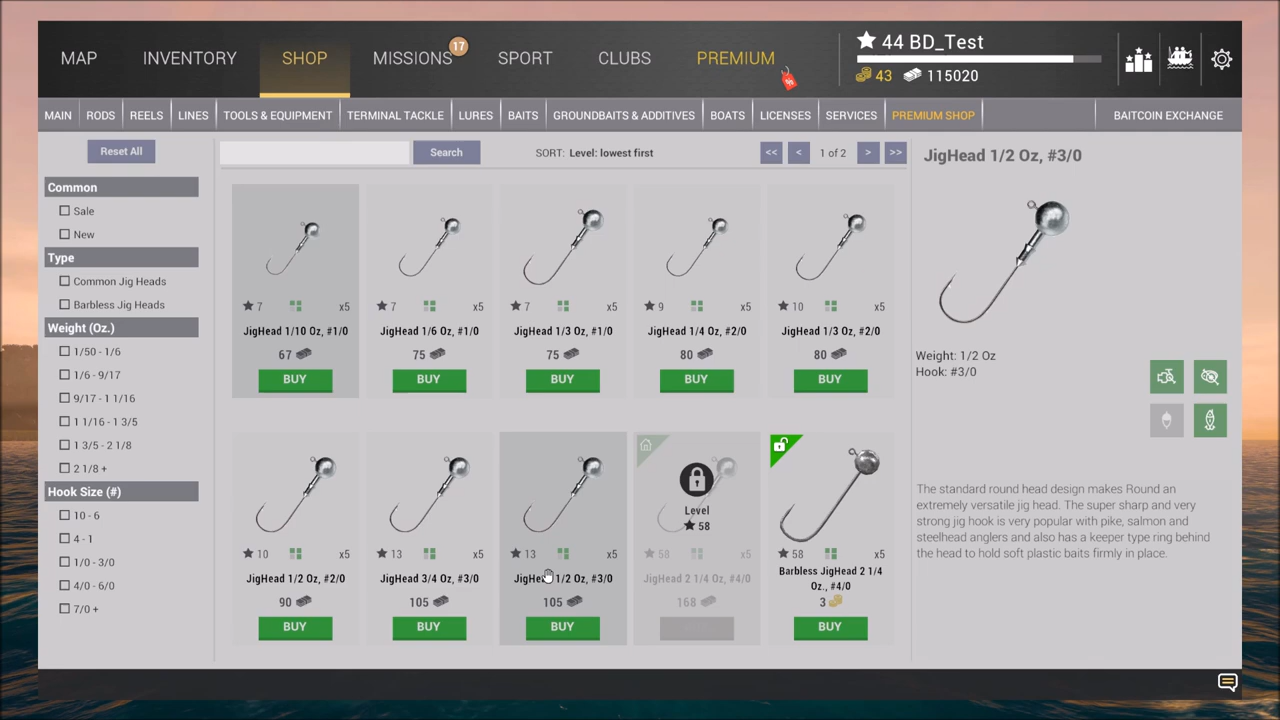 MAP INVENTORY SHOP MISSIONS 17 SPORT CLUBS PREMIUM
44 BD_Test
43 115020
MAIN RODS REELS LINES TOOLS & EQUIPMENT TERMINAL TACKLE LURES BAITS GROUNDBAITS & ADDITIVES BOATS LICENSES SERVICES PREMIUM SHOP BAITCOIN EXCHANGE
Reset All
Common
Sale
New
Type
Common Jig Heads
Barbless Jig Heads
Weight (Oz.)
1/50 - 1/6
1/6 - 9/17
9/17 - 1 1/16
1 1/16 - 1 3/5
1 3/5 - 2 1/8
2 1/8 +
Hook Size (#)
10 - 6
4 - 1
1/0 - 3/0
4/0 - 6/0
7/0 +
Search SORT: Level: lowest first << < 1 of 2 > >>
7 x5 7 x5 7 x5 9 x5 10 x5
JigHead 1/10 Oz, #1/0 JigHead 1/6 Oz, #1/0 JigHead 1/3 Oz, #1/0 JigHead 1/4 Oz, #2/0 JigHead 1/3 Oz, #2/0
67 75 75 80 80
BUY BUY BUY BUY BUY
Level
58
10 x5 13 x5 13 x5 58 x5 58 x5
JigHead 1/2 Oz, #2/0 JigHead 3/4 Oz, #3/0 JigHead 1/2 Oz, #3/0 JigHead 2 1/4 Oz, #4/0 Barbless JigHead 2 1/4
Oz., #4/0
90 105 105 168 3
BUY BUY BUY BUY
JigHead 1/2 Oz, #3/0
Weight: 1/2 Oz
Hook: #3/0
The standard round head design makes Round an
extremely versatile jig head. The super sharp and very
strong jig hook is very popular with pike, salmon and
steelhead anglers and also has a keeper type ring behind
the head to hold soft plastic baits firmly in place.